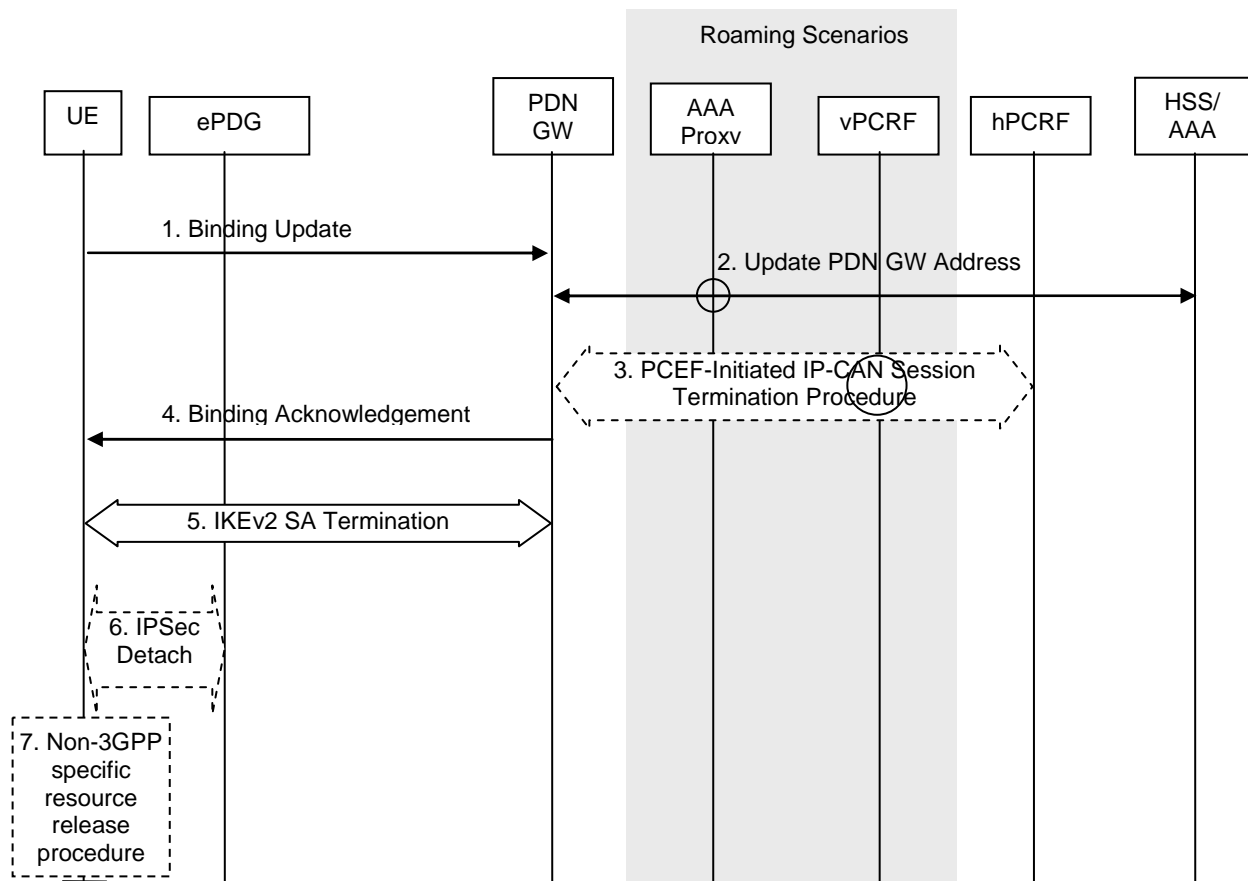 Roaming Scenarios
UE
ePDG
PDN
GW
AAA
Proxy
vPCRF
hPCRF
HSS/
AAA
1. Binding Update
2. Update PDN GW Address
3. PCEF-Initiated IP-CAN Session
Termination Procedure
4. Binding Acknowledgement
5. IKEv2 SA Termination
6. IPSec
Detach
7. Non-3GPP
specific
resource
release
procedure